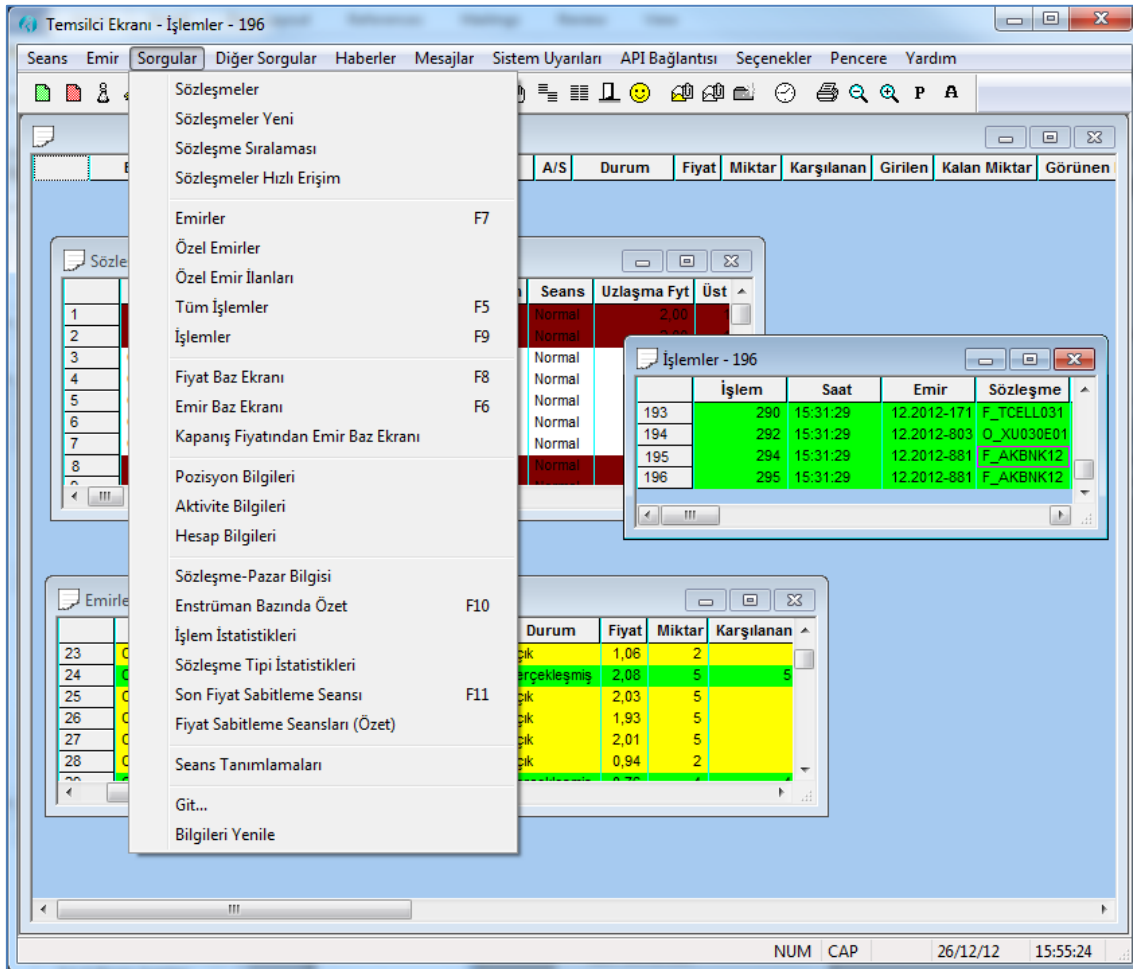 Temsilci Ekranı - İşlemler - 196
Seans Emir Sorgular Diğer Sorgular Haberler Mesajlar Sistem Uyarıları API Bağlantısı Seçenekler Pencere Yardım
P A
A/S Durum Fiyat Miktar Karşılanan Girilen Kalan Miktar Görünen
Sözleşmeler
Sözleşmeler Yeni
Sözleşme Sıralaması
Sözleşmeler Hızlı Erişim
Emirler F7
Özel Emirler
Özel Emir İlanları
Tüm İşlemler F5
İşlemler F9
Fiyat Baz Ekranı F8
Emir Baz Ekranı F6
Kapanış Fiyatından Emir Baz Ekranı
Pozisyon Bilgileri
Aktivite Bilgileri
Hesap Bilgileri
Sözleşme-Pazar Bilgisi
Enstrüman Bazında Özet F10
İşlem İstatistikleri
Sözleşme Tipi İstatistikleri
Son Fiyat Sabitleme Seansı F11
Fiyat Sabitleme Seansları (Özet)
Seans Tanımlamaları
Git...
Bilgileri Yenile
Sözle
Seans Uzlaşma Fyt Üst
1 Normal 2,00 1
2 Normal 2,00
3 Normal
4 Normal
5 Normal
6 Normal
7 Normal
8 Normal
İşlemler - 196
İşlem Saat Emir Sözleşme
193 290 15:31:29 12.2012-171 F_TCELL031
194 292 15:31:29 12.2012-803 O_XU030E01
195 294 15:31:29 12.2012-881 F_AKBNK12
196 295 15:31:29 12.2012-881 F_AKBNK12
Emirle
Durum Fiyat Miktar Karşılanan
23 çık 1,06 2
24 erçekleşmiş 2,08 5 5
25 çık 2,03 5
26 çık 1,93 5
27 çık 2,01 5
28 çık 0,94 2
NUM CAP 26/12/12 15:55:24